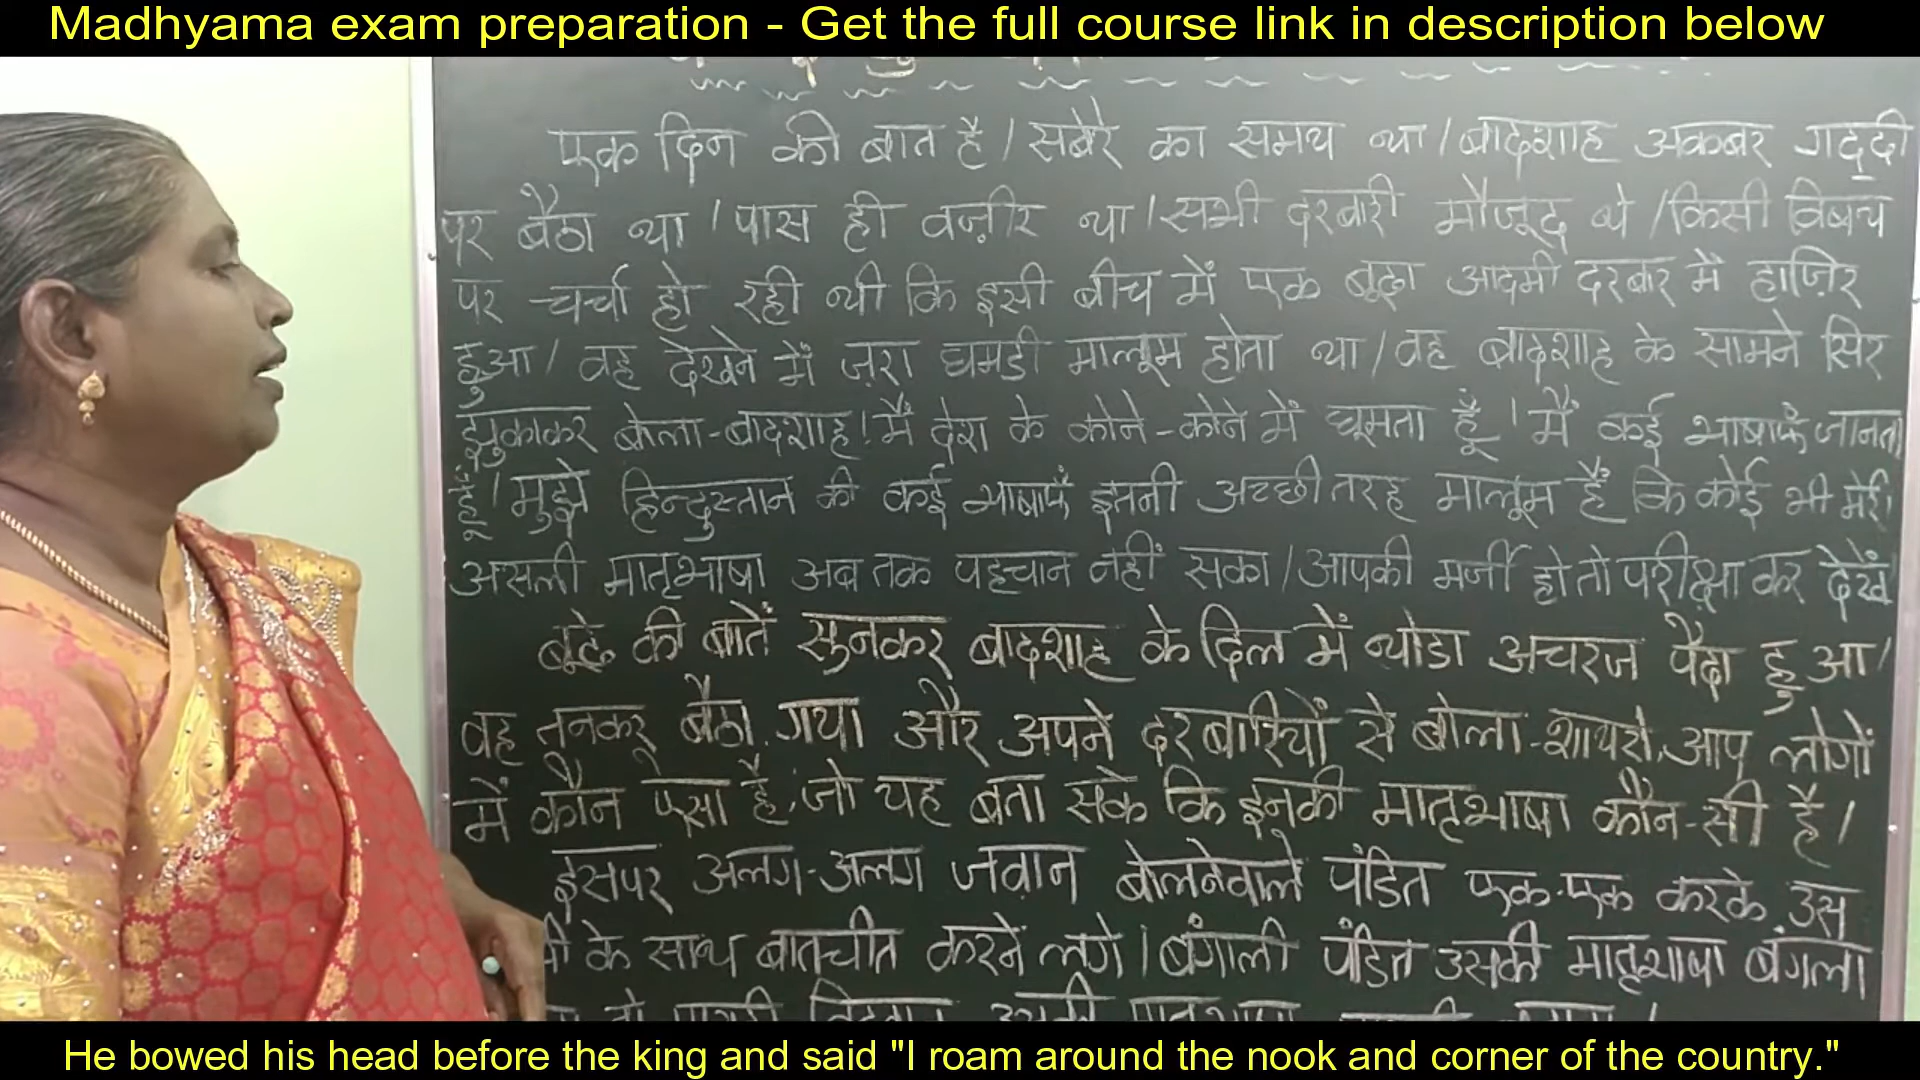 Madhyama exam preparation - Get the full course link in description below
एक दिन की बात है / सबेरे का समय था / बादशाह अकबर गद्दी
पर बैठा था / पास ही वज़ीर था / सभी दरबारी मौजूद थे / किसी विषय
पर चर्चा हो रही थी कि इसी बीच में एक बूढ़ा आदमी दरबार में हाज़िर
हुआ / वह देखने में ज़रा घमडी मालूम होता था / वह बादशाह के सामने सिर
झुकाकर बोला - बादशाह ! मैं देश के कोने - कोने में घूमता हूँ / मैं कई भाषाएँ जानता
हूँ / मुझे हिन्दुस्तान की कई भाषाएँ इतनी अच्छी तरह मालूम हैं कि कोई भी मेरी
असली मातृभाषा अब तक पहचान नहीं सका / आपकी मर्जी हो तो परीक्षा कर देखें
बूढ़े की बातें सुनकर बादशाह के दिल में थोडा अचरज पैदा हुआ /
वह तनकर बैठा गया और अपने दरबारियों से बोला - शायरो, आप लोगों
में कौन ऐसा है, जो यह बता सके कि इनकी मातृभाषा कौन-सी है /
इसपर अलग-अलग जवान बोलनेवाले पंडित एक-एक करके उस
के साथ बातचीत करने लगे / बंगाली पंडित उसकी मातृभाषा बंगला
He bowed his head before the king and said "I roam around the nook and corner of the country."